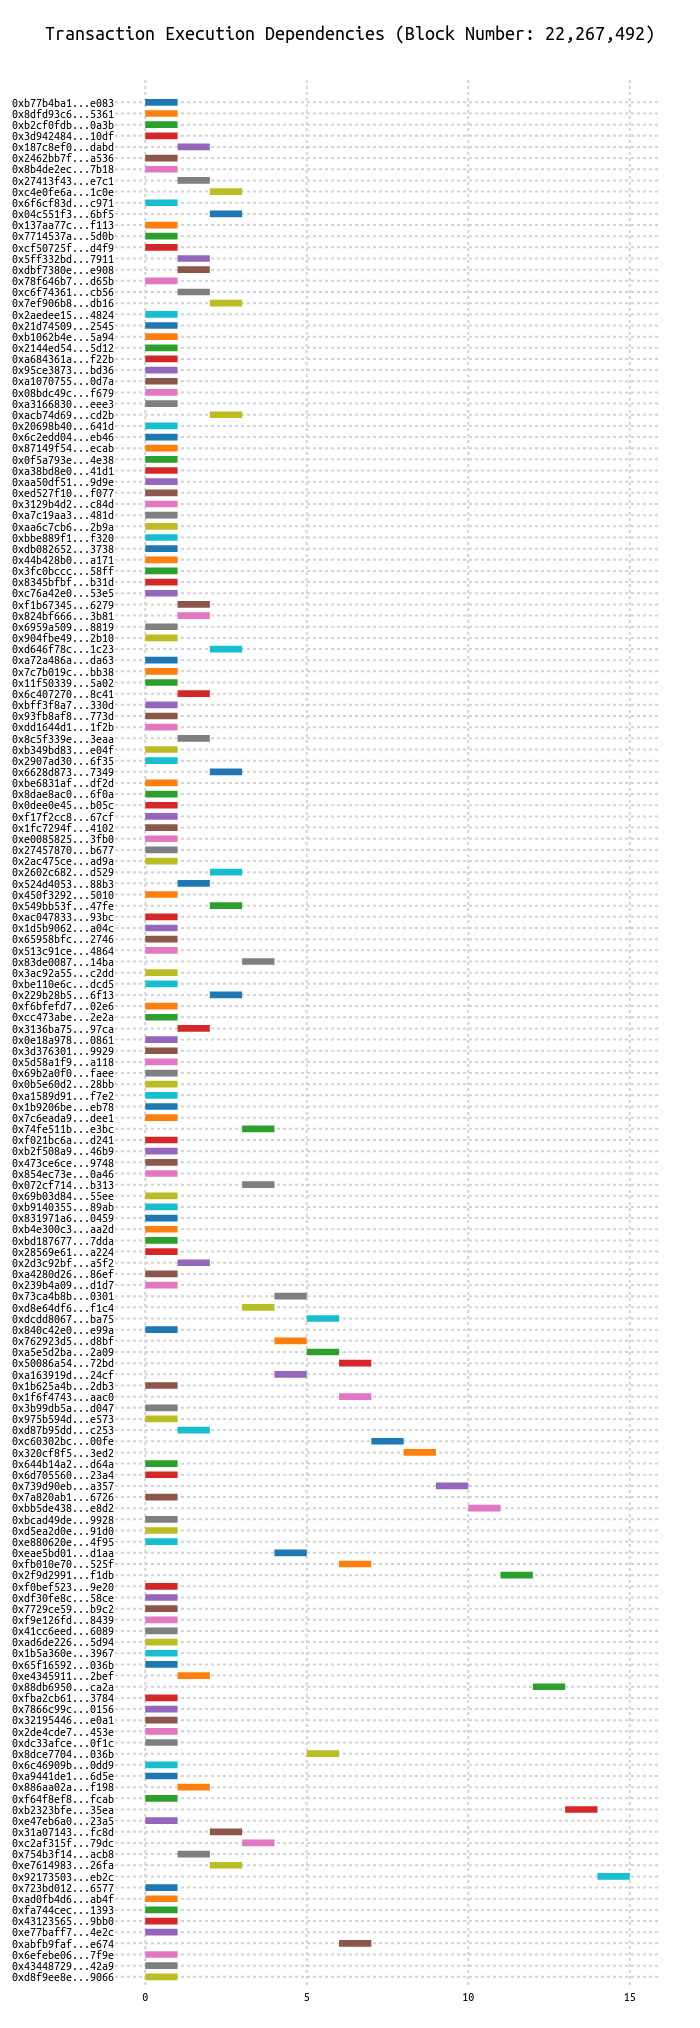 Transaction Execution Dependencies (Block Number: 22,267,492)
0xb77b4ba1...e083
0x8dfd93c6...5361
0xb2cf0fdb...0a3b
0x3d942484...10df
0x187c8ef0...dabd
0x2462bb7f...a536
0x8b4de2ec...7b18
0x27413f43...e7c1
0xc4e0fe6a...1c0e
0x6f6cf83d...c971
0x04c551f3...6bf5
0x137aa77c...f113
0x7714537a...5d0b
0xcf50725f...d4f9
0x5ff332bd...7911
0xdbf7380e...e908
0x78f646b7...d65b
0xc6f74361...cb56
0x7ef906b8...db16
0x2aedee15...4824
0x21d74509...2545
0xb1062b4e...5a94
0x2144ed54...5d12
0xa684361a...f22b
0x95ce3873...bd36
0xa1070755...0d7a
0x08bdc49c...f679
0xa3166830...eee3
0xacb74d69...cd2b
0x20698b40...641d
0x6c2edd04...eb46
0x87149f54...ecab
0x0f5a793e...4e38
0xa38bd8e0...41d1
0xaa50df51...9d9e
0xed527f10...f077
0x3129b4d2...c84d
0xa7c19aa3...481d
0xaa6c7cb6...2b9a
0xbbe889f1...f320
0xdb082652...3738
0x44b428b0...a171
0x3fc0bccc...58ff
0x8345bfbf...b31d
0xc76a42e0...53e5
0xf1b67345...6279
0x824bf666...3b81
0x6959a509...8819
0x904fbe49...2b10
0xd646f78c...1c23
0xa72a486a...da63
0x7c7b019c...bb38
0x11f50339...5a02
0x6c407270...8c41
0xbff3f8a7...330d
0x93fb8af8...773d
0xdd1644d1...1f2b
0x8c5f339e...3eaa
0xb349bd83...e04f
0x2907ad30...6f35
0x6628d873...7349
0xbe6831af...df2d
0x8dae8ac0...6f0a
0x0dee0e45...b05c
0xf17f2cc8...67cf
0x1fc7294f...4102
0xe0085825...3fb0
0x27457870...b677
0x2ac475ce...ad9a
0x2602c682...d529
0x524d4053...88b3
0x450f3292...5010
0x549bb53f...47fe
0xac047833...93bc
0x1d5b9062...a04c
0x65958bfc...2746
0x513c91ce...4864
0x83de0087...14ba
0x3ac92a55...c2dd
0xbe110e6c...dcd5
0x229b28b5...6f13
0xf6bfefd7...02e6
0xcc473abe...2e2a
0x3136ba75...97ca
0x0e18a978...0861
0x3d376301...9929
0x5d58a1f9...a118
0x69b2a0f0...faee
0x0b5e60d2...28bb
0xa1589d91...f7e2
0x1b9206be...eb78
0x7c6eada9...dee1
0x74fe511b...e3bc
0xf021bc6a...d241
0xb2f508a9...46b9
0x473ce6ce...9748
0x854ec73e...0a46
0x072cf714...b313
0x69b03d84...55ee
0xb9140355...89ab
0x831971a6...0459
0xb4e300c3...aa2d
0xbd187677...7dda
0x28569e61...a224
0x2d3c92bf...a5f2
0xa4280d26...86ef
0x239b4a09...d1d7
0x73ca4b8b...0301
0xd8e64df6...f1c4
0xdcdd8067...ba75
0x840c42e0...e99a
0x762923d5...d8bf
0xa5e5d2ba...2a09
0x50086a54...72bd
0xa163919d...24cf
0x1b625a4b...2db3
0x1f6f4743...aac0
0x3b99db5a...d047
0x975b594d...e573
0xd87b95dd...c253
0xc60302bc...00fe
0x320cf8f5...3ed2
0x644b14a2...d64a
0x6d705560...23a4
0x739d90eb...a357
0x7a820ab1...6726
0xbb5de438...e8d2
0xbcad49de...9928
0xd5ea2d0e...91d0
0xe880620e...4f95
0xeae5bd01...d1aa
0xfb010e70...525f
0x2f9d2991...f1db
0xf0bef523...9e20
0xdf30fe8c...58ce
0x7729ce59...b9c2
0xf9e126fd...8439
0x41cc6eed...6089
0xad6de226...5d94
0x1b5a360e...3967
0x65f16592...036b
0xe4345911...2bef
0x88db6950...ca2a
0xfba2cb61...3784
0x7866c99c...0156
0x32195446...e0a1
0x2de4cde7...453e
0xdc33afce...0f1c
0x8dce7704...036b
0x6c46909b...0dd9
0xa9441de1...6d5e
0x886aa02a...f198
0xf64f8ef8...fcab
0xb2323bfe...35ea
0xe47eb6a0...23a5
0x31a07143...fc8d
0xc2af315f...79dc
0x754b3f14...acb8
0xe7614983...26fa
0x92173503...eb2c
0x723bd012...6577
0xad0fb4d6...ab4f
0xfa744cec...1393
0x43123565...9bb0
0xe77baff7...4e2c
0xabfb9faf...e674
0x6efebe06...7f9e
0x43448729...42a9
0xd8f9ee8e...9066
0 5 10 15